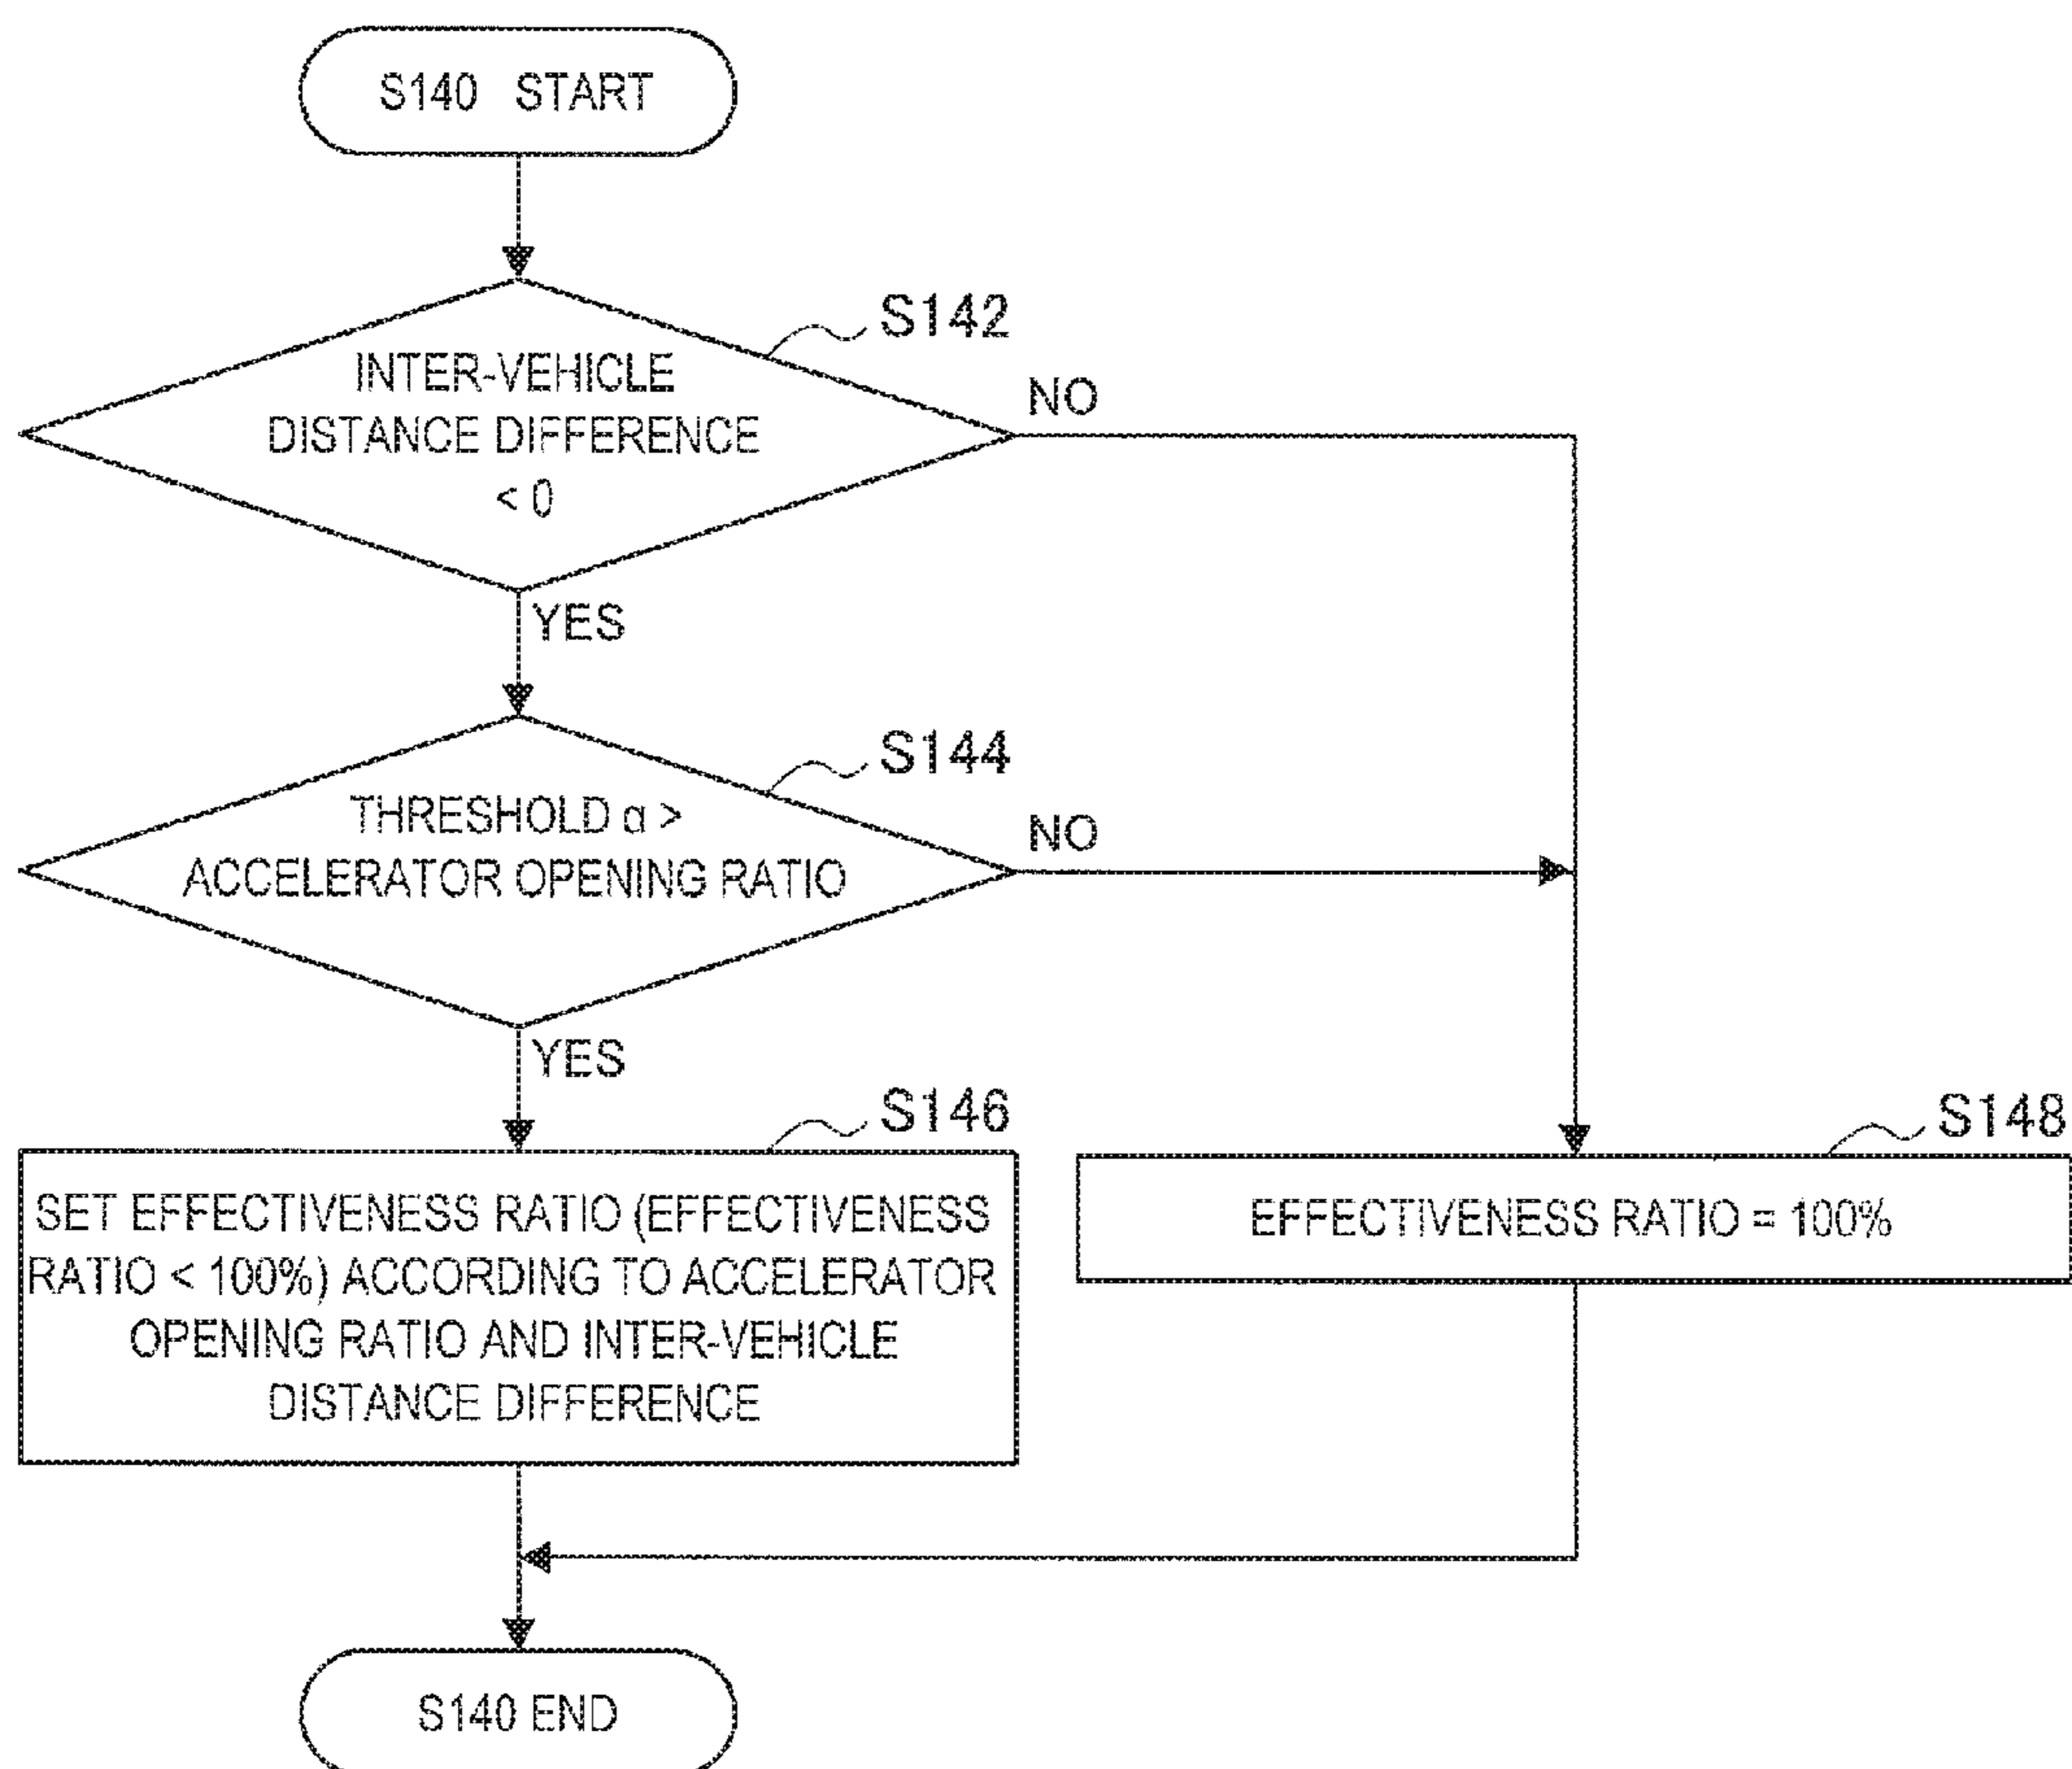 S140 START
S142
INTER-VEHICLE
DISTANCE DIFFERENCE
< 0
NO
YES
S144
THRESHOLD α >
ACCELERATOR OPENING RATIO
NO
YES
S146
SET EFFECTIVENESS RATIO (EFFECTIVENESS
RATIO < 100%) ACCORDING TO ACCELERATOR
OPENING RATIO AND INTER-VEHICLE
DISTANCE DIFFERENCE
S148
EFFECTIVENESS RATIO = 100%
S140 END